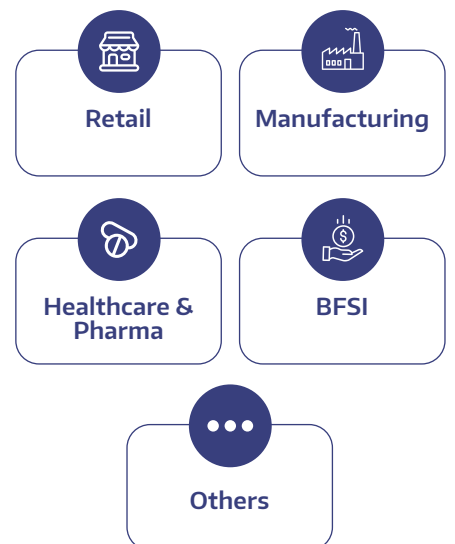 Retail
Manufacturing
Healthcare &
Pharma
BFSI
Others